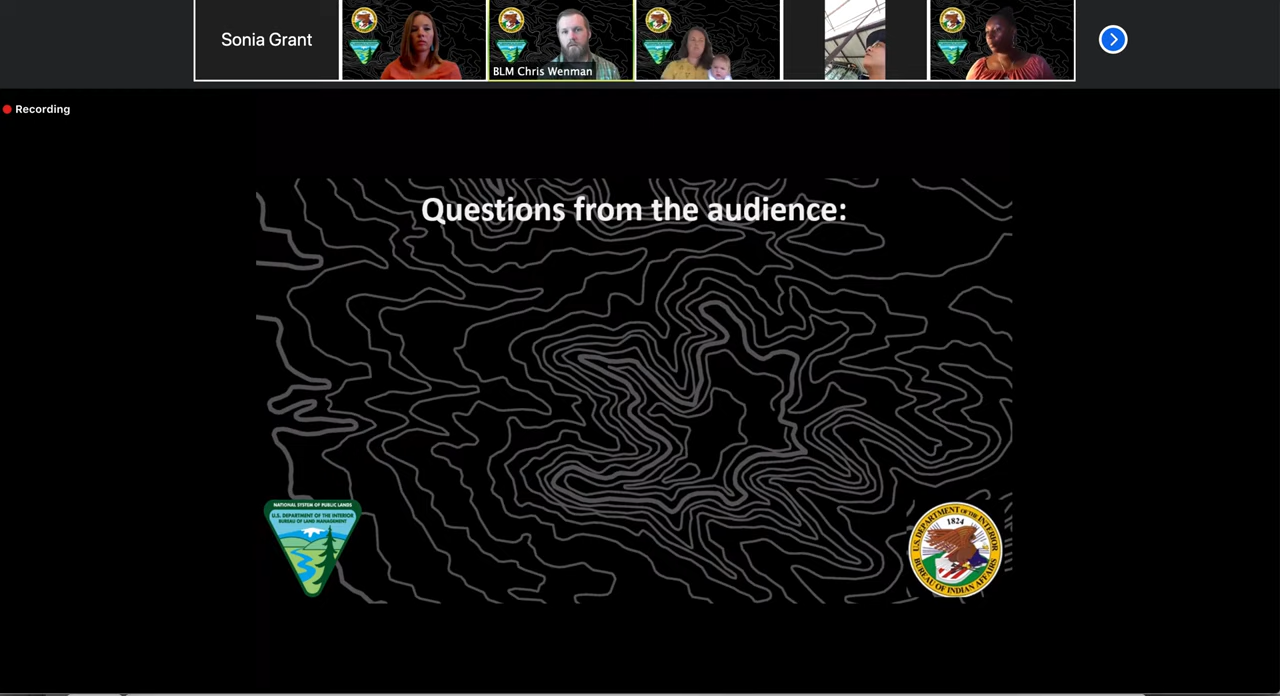 Sonia Grant
BLM Chris Wenman
Recording
Questions from the audience:
NATIONAL SYSTEM OF PUBLIC LANDS
U.S. DEPARTMENT OF THE INTERIOR
BUREAU OF LAND MANAGEMENT
U.S. DEPARTMENT OF THE INTERIOR
1824
BUREAU OF INDIAN AFFAIRS